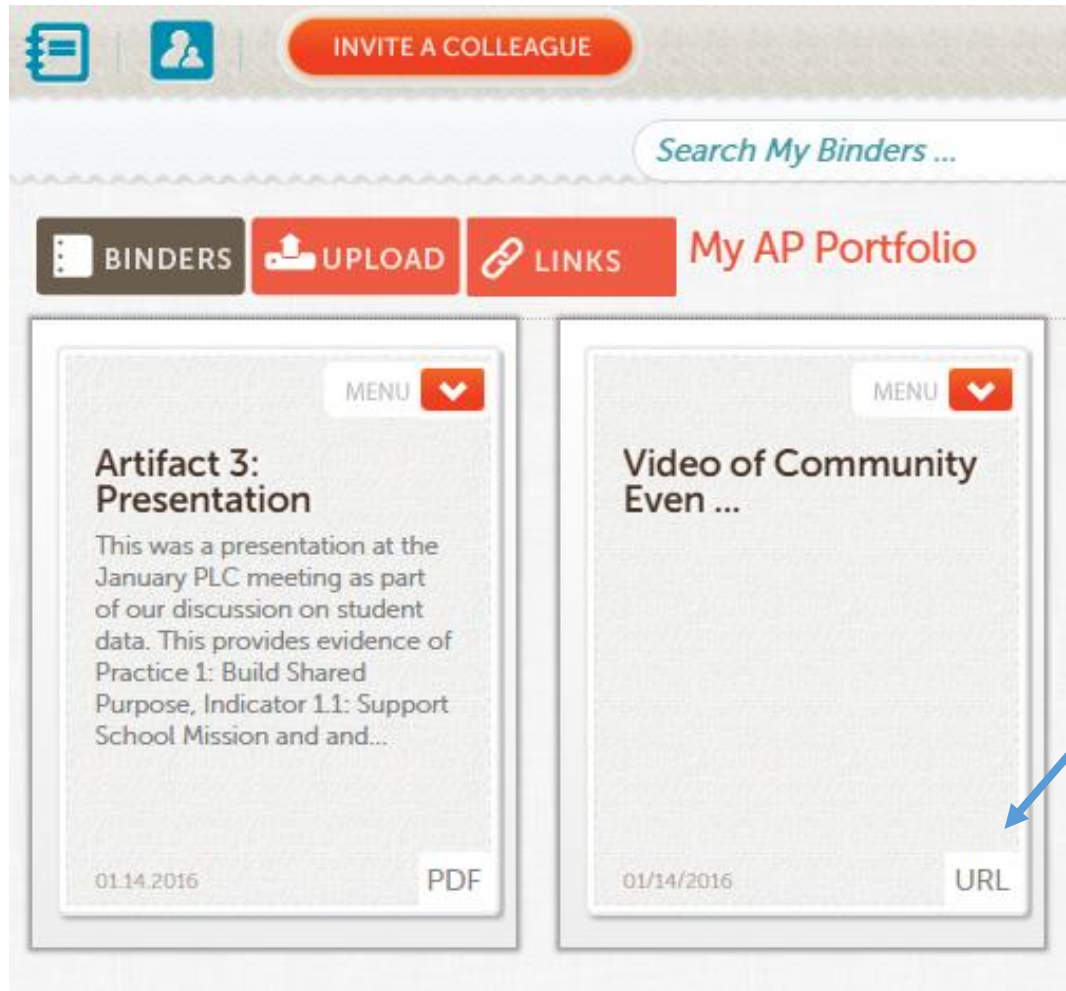 INVITE A COLLEAGUE
Search My Binders ...
BINDERS
UPLOAD
LINKS
My AP Portfolio
MENU
Artifact 3:
Presentation
This was a presentation at the
January PLC meeting as part
of our discussion on student
data. This provides evidence of
Practice 1: Build Shared
Purpose, Indicator 1.1: Support
School Mission and and...
01.14.2016
PDF
MENU
Video of Community
Even ...
01/14/2016
URL